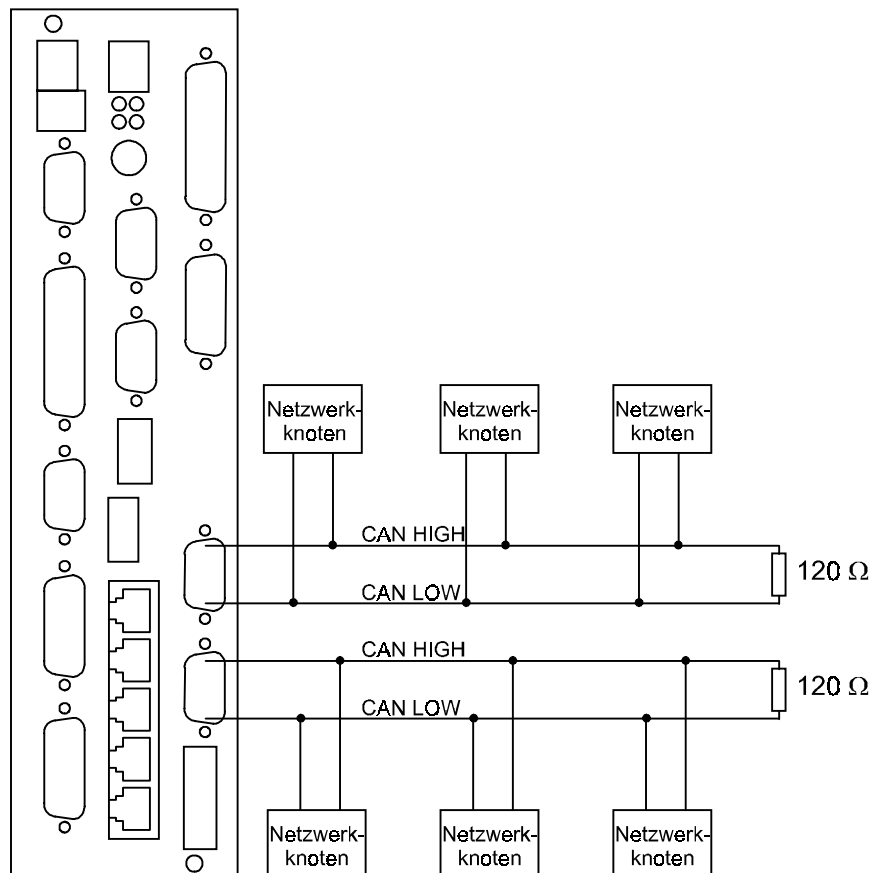 Netzwerk-
knoten
Netzwerk-
knoten
Netzwerk-
knoten
CAN HIGH
120 Ω
CAN LOW
CAN HIGH
120 Ω
CAN LOW
Netzwerk-
knoten
Netzwerk-
knoten
Netzwerk-
knoten